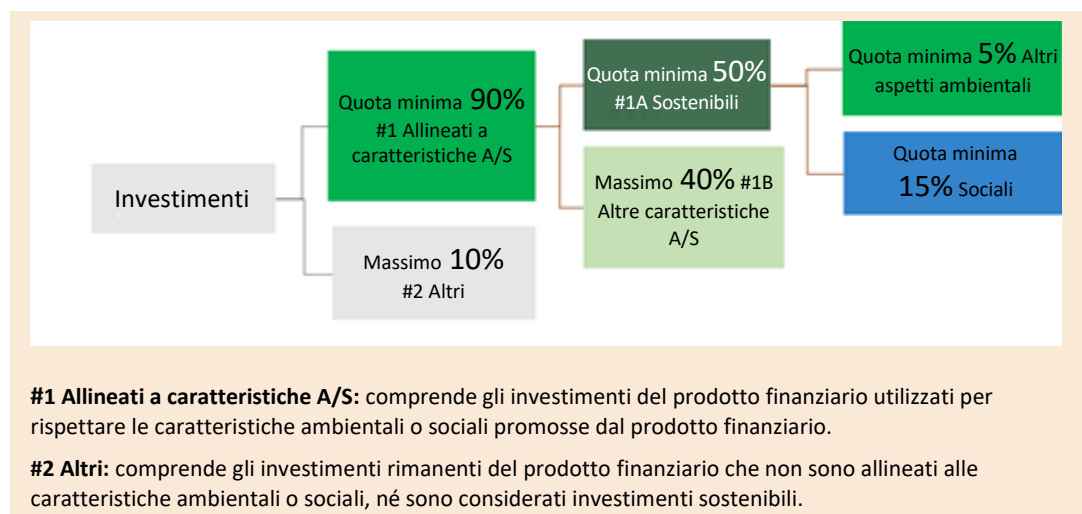 Investimenti
Quota minima 90%
#1 Allineati a
caratteristiche A/S
Massimo 10%
#2 Altri
Quota minima 50%
#1A Sostenibili
Massimo 40% #1B
Altre caratteristiche
A/S
Quota minima 5% Altri
aspetti ambientali
Quota minima
15% Sociali
#1 Allineati a caratteristiche A/S: comprende gli investimenti del prodotto finanziario utilizzati per
rispettare le caratteristiche ambientali o sociali promosse dal prodotto finanziario.
#2 Altri: comprende gli investimenti rimanenti del prodotto finanziario che non sono allineati alle
caratteristiche ambientali o sociali, né sono considerati investimenti sostenibili.